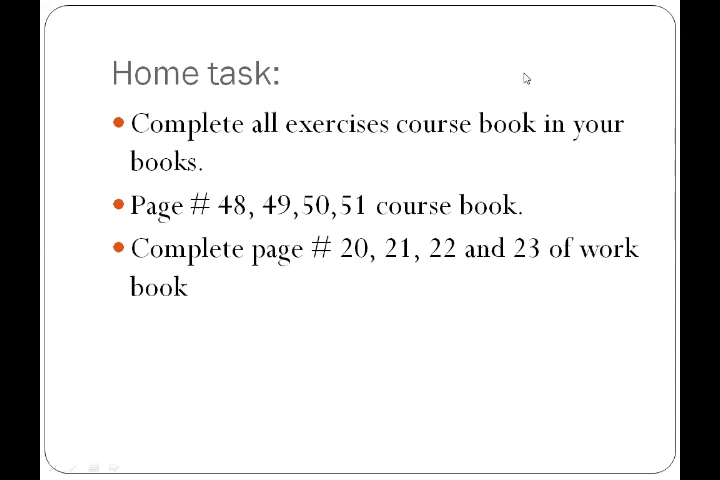 Home task:
Complete all exercises course book in your
books.
Page # 48, 49,50,51 course book.
Complete page # 20, 21, 22 and 23 of work
book